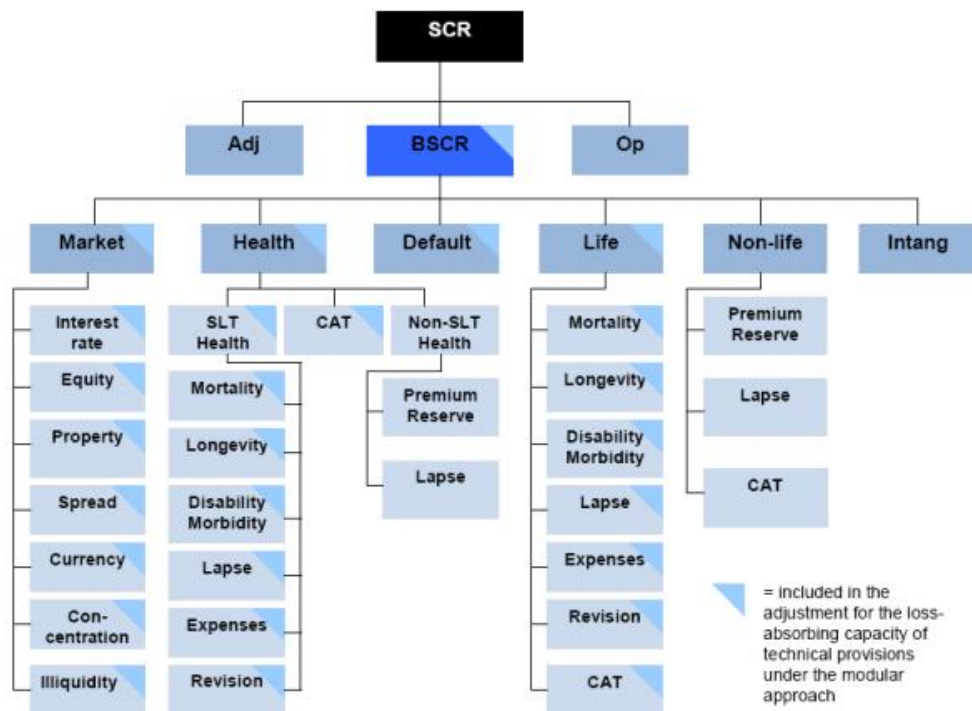 SCR
Adj
BSCR
Op
Market
Health
Default
Life
Non-life
Intang
Interest
rate
Equity
Property
Spread
Currency
Con-
centration
Illiquidity
SLT
Health
CAT
Non-SLT
Health
Mortality
Longevity
Disability
Morbidity
Lapse
Expenses
Revision
Premium
Reserve
Lapse
Mortality
Longevity
Disability
Morbidity
Lapse
Expenses
Revision
CAT
Premium
Reserve
Lapse
CAT
= included in the
adjustment for the loss-
absorbing capacity of
technical provisions
under the modular
approach